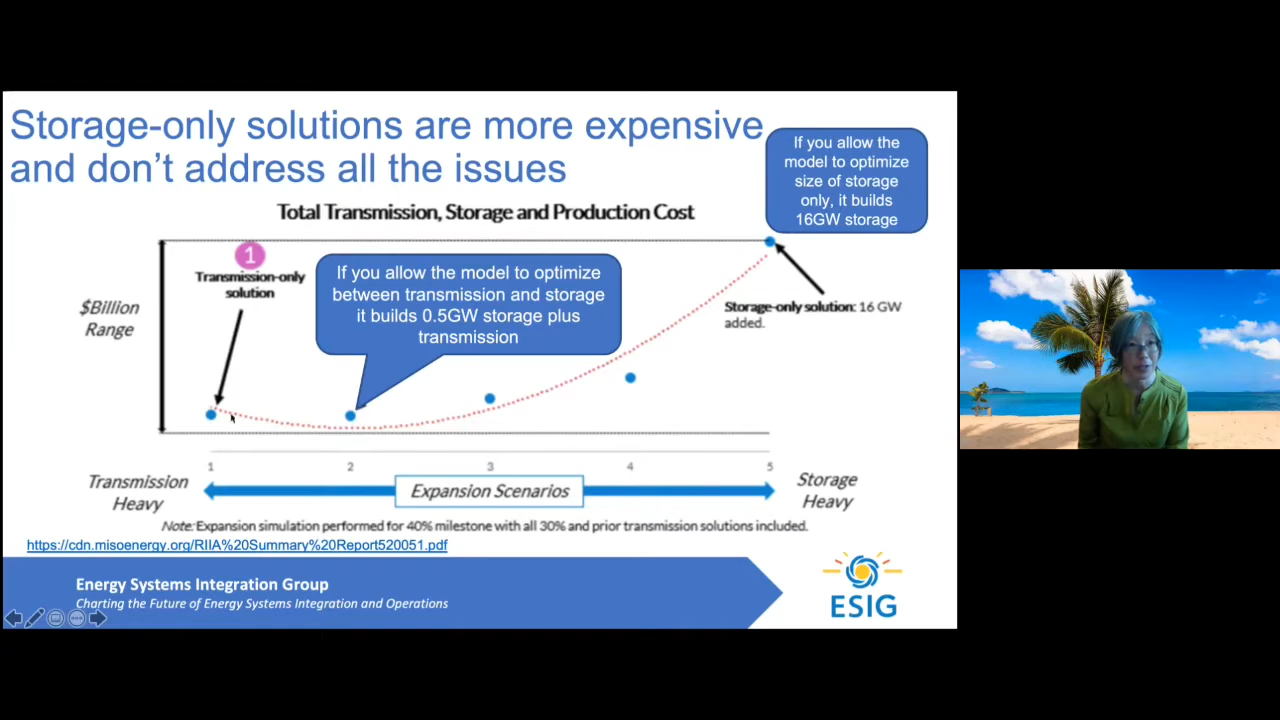 Storage-only solutions are more expensive
and don't address all the issues
If you allow the
model to optimize
size of storage
only, it builds
16GW storage
Total Transmission, Storage and Production Cost
1
Transmission-only
solution
If you allow the model to optimize
between transmission and storage
it builds 0.5GW storage plus
transmission
$Billion
Range
Storage-only solution: 16 GW
added.
1
2
3
4
5
Transmission
Heavy
Expansion Scenarios
Storage
Heavy
Note: Expansion simulation performed for 40% milestone with all 30% and prior transmission solutions included.
https://cdn.misoenergy.org/RIIA%20Summary%20Report520051.pdf
Energy Systems Integration Group
Charting the Future of Energy Systems Integration and Operations
ESIG